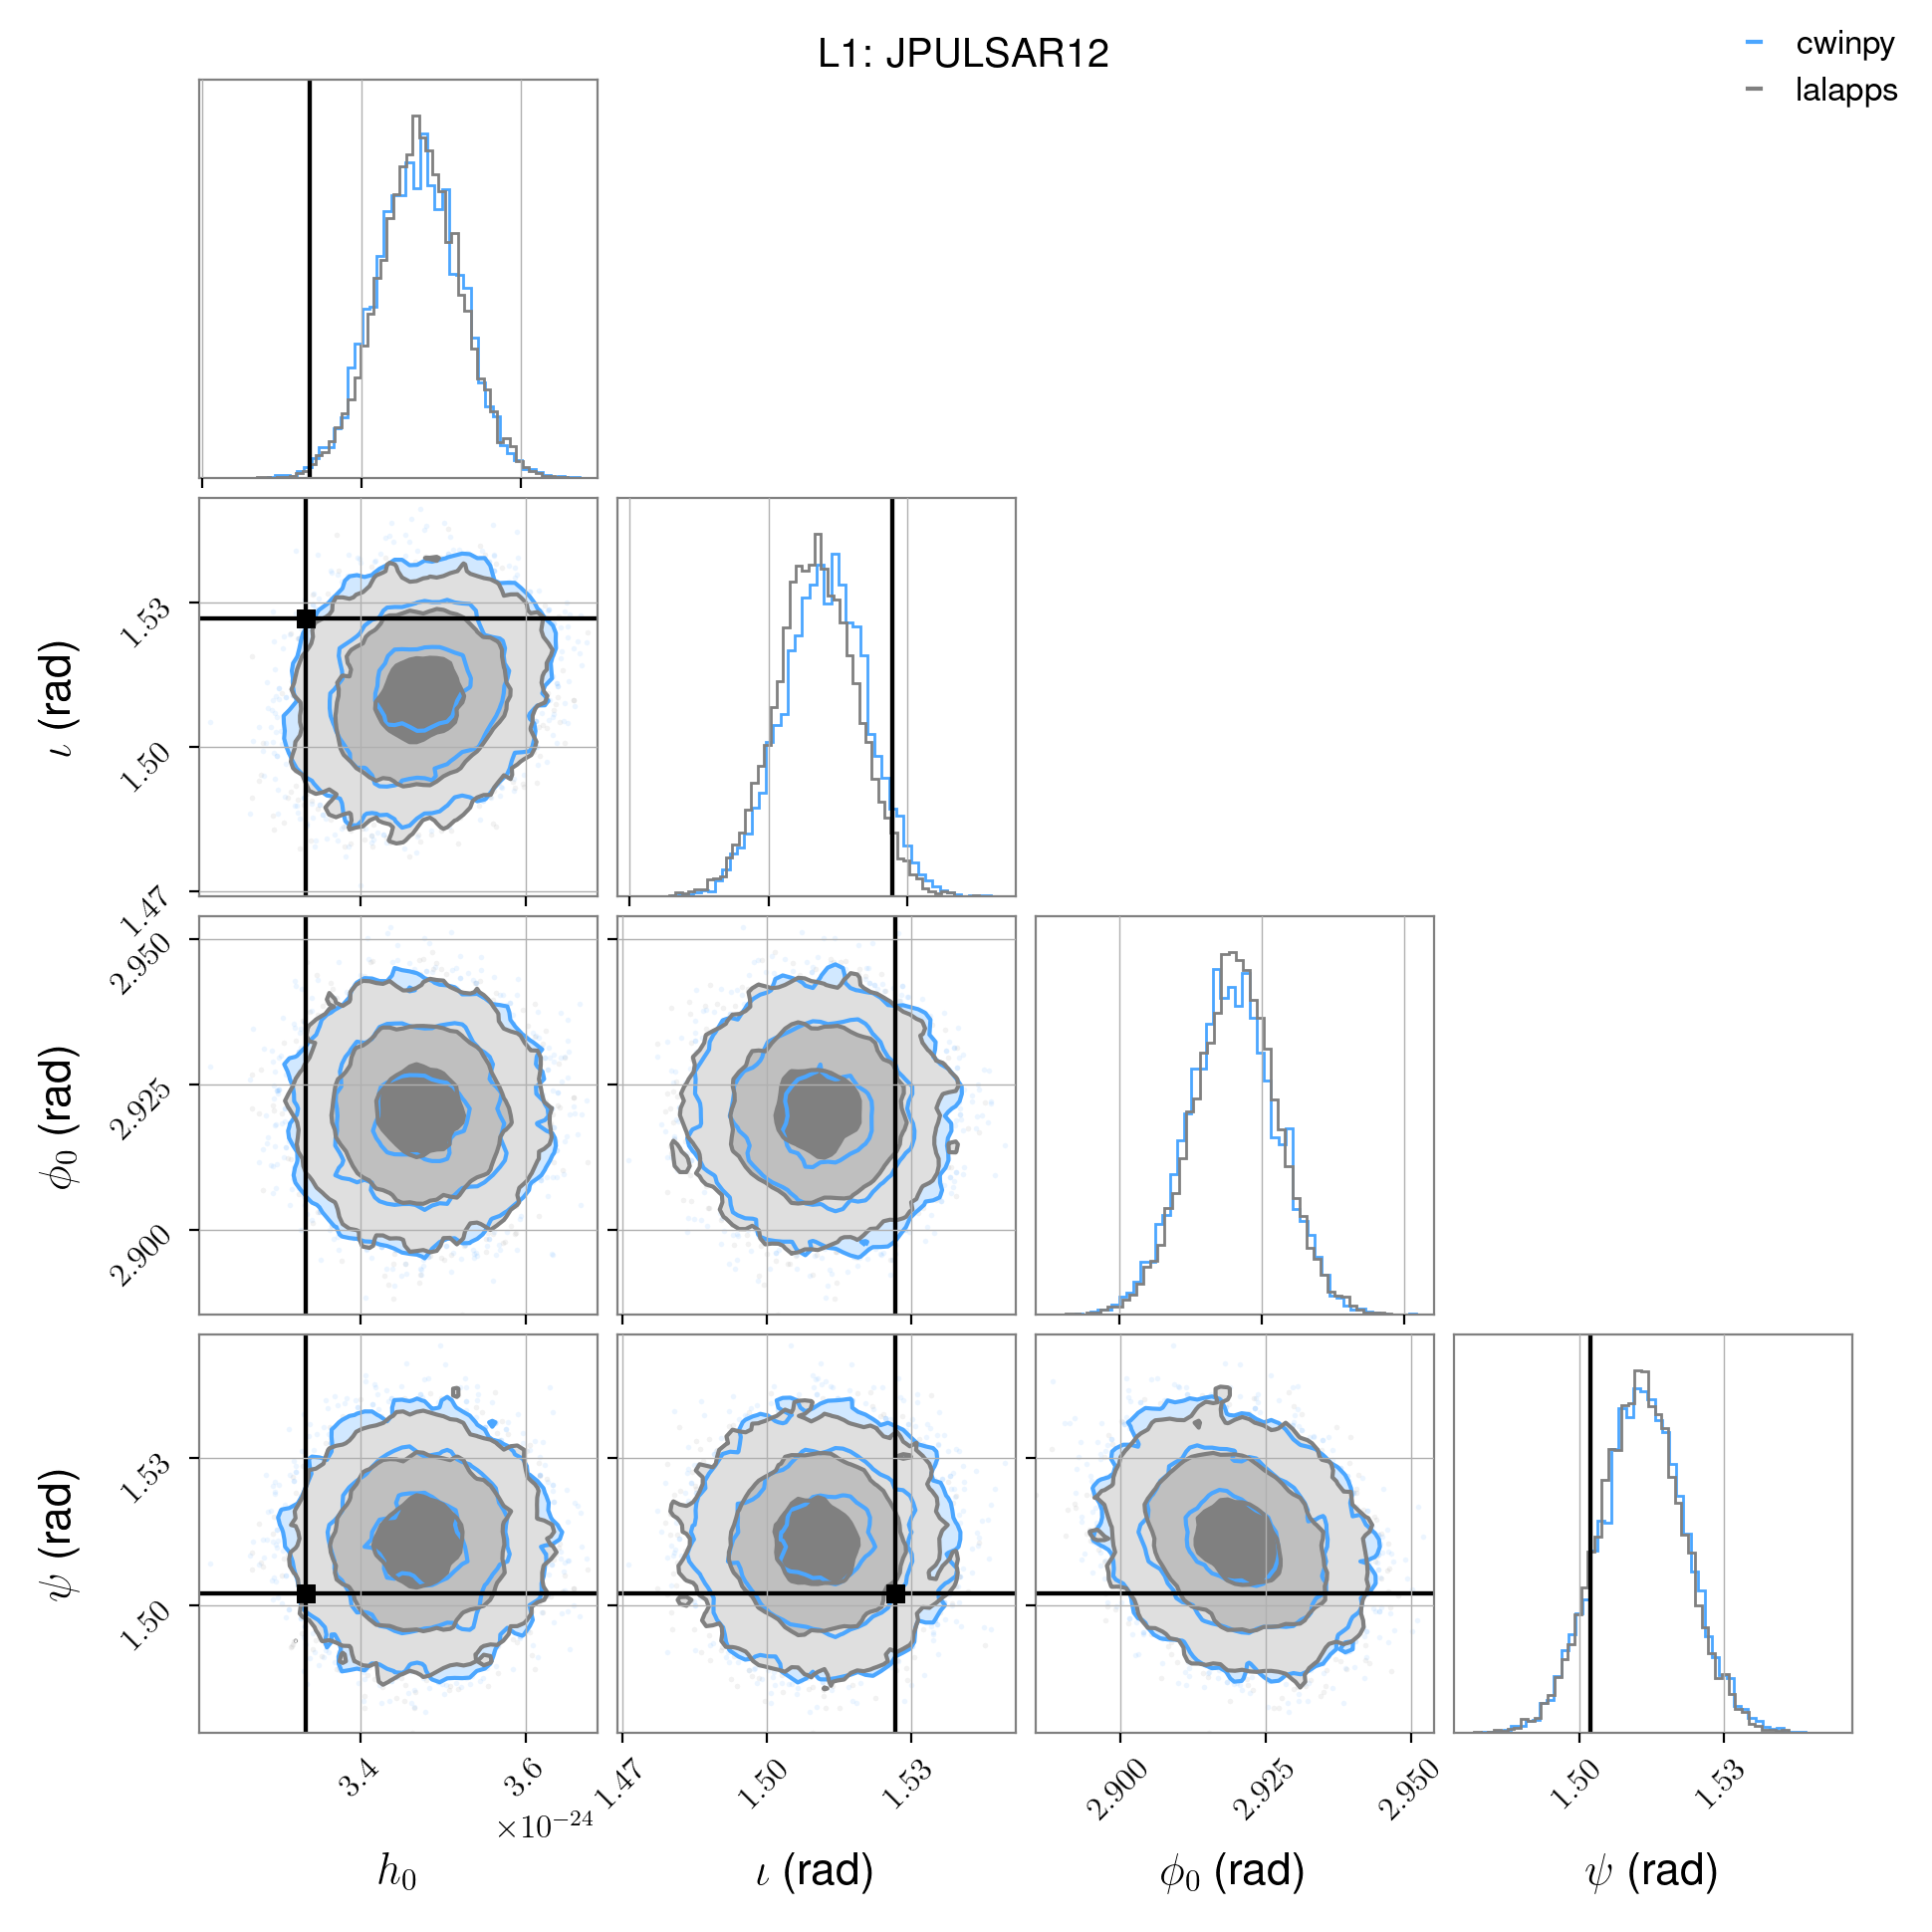 L1: JPULSAR12
cwinpy
lalapps
ι (rad)
1.53
1.50
1.47
ϕ₀ (rad)
2.950
2.925
2.900
ψ (rad)
1.53
1.50
3.4 3.6 1.47 1.50 1.53 2.900 2.925 2.950 1.50 1.53
×10⁻²⁴
h₀ ι (rad) ϕ₀ (rad) ψ (rad)